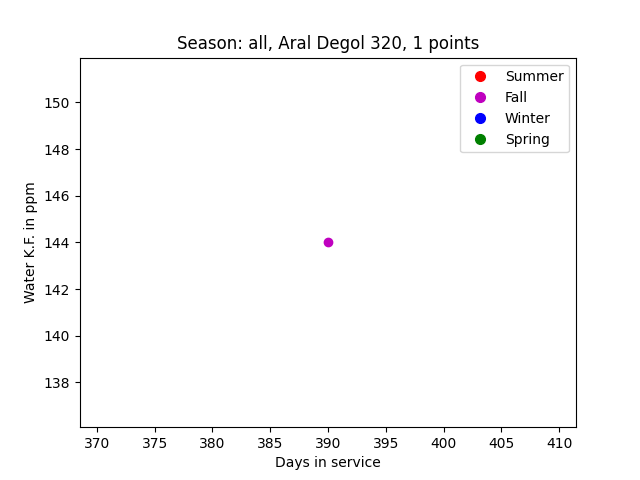 Season: all, Aral Degol 320, 1 points
Summer
Fall
Winter
Spring
150
148
146
144
142
140
138
Water K.F. in ppm
370 375 380 385 390 395 400 405 410
Days in service